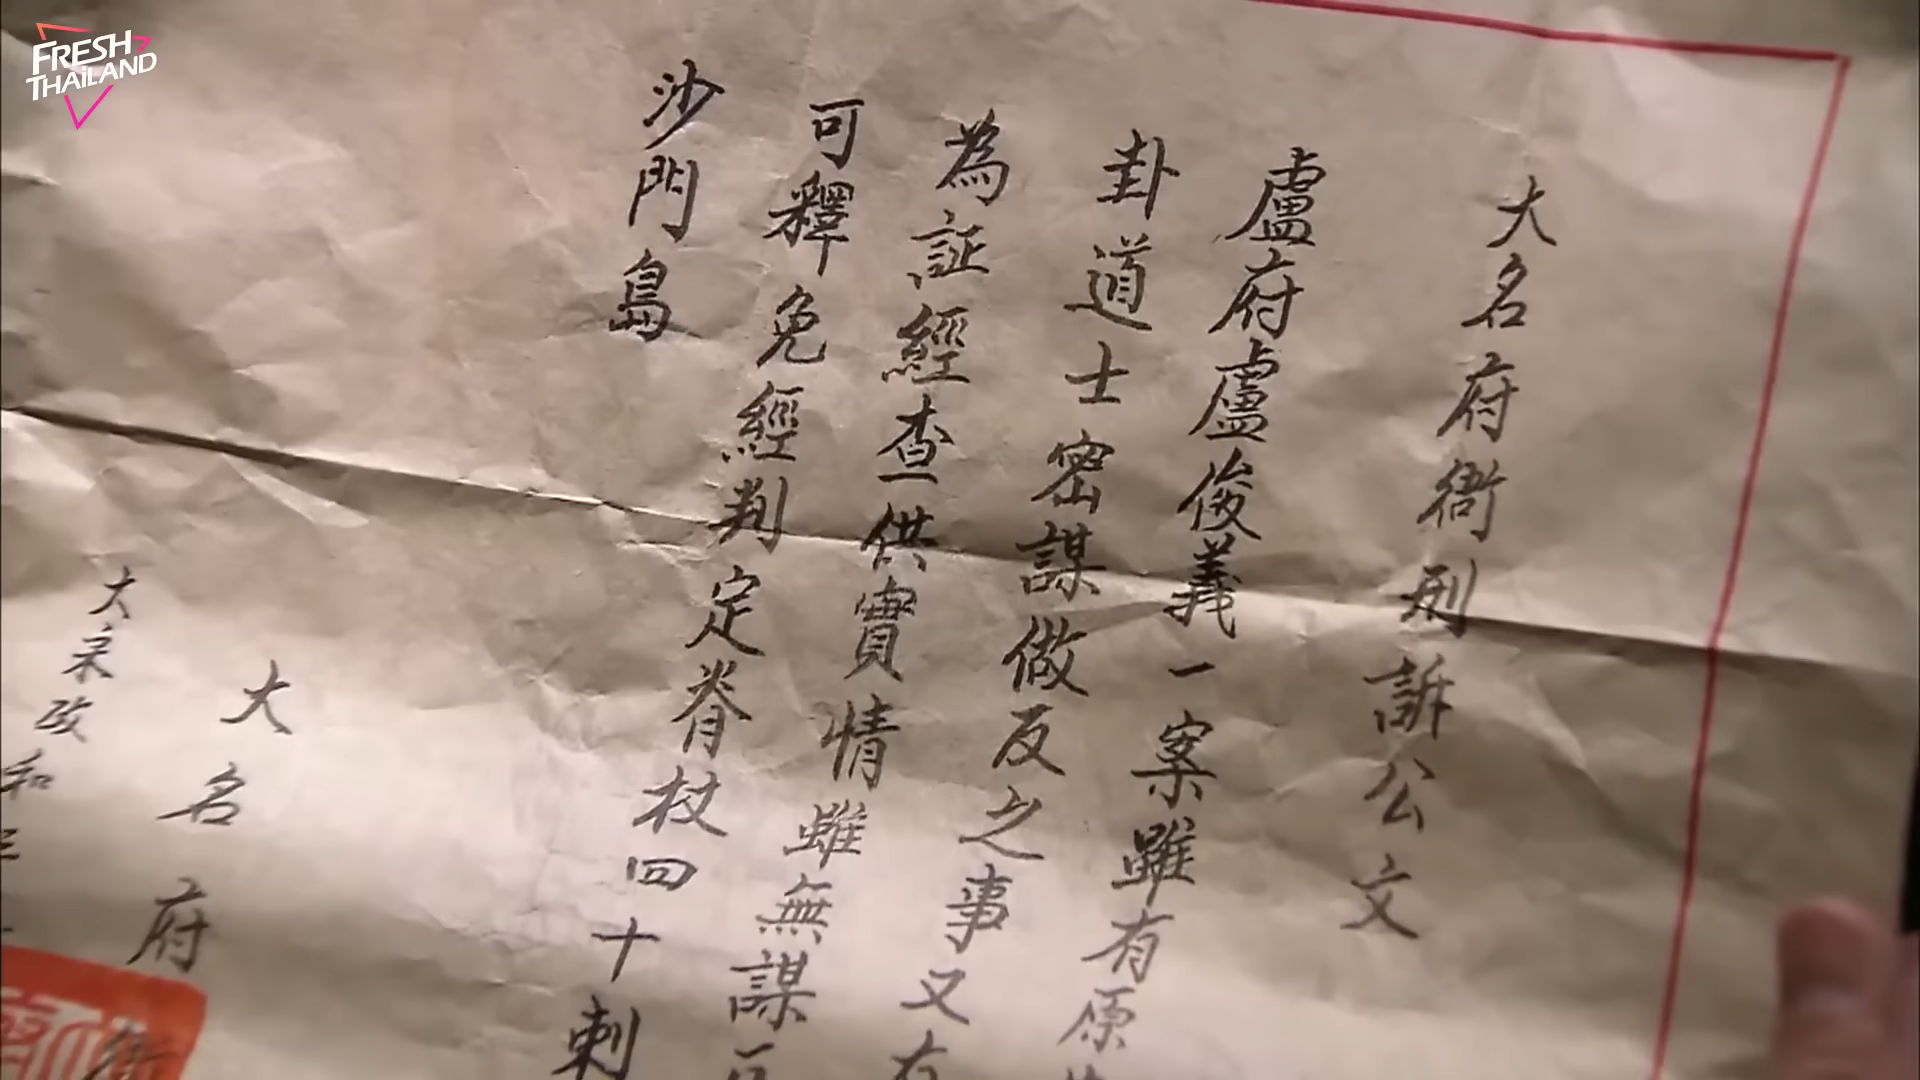 FRESH
THAILAND
大名府衙刑訴公文
盧府盧俊義一案雖有原
卦道士密謀做反之事又有
為証經查供實情雖無謀
可釋免經判定脊杖四十刺
沙門島
大名府
大宋政和